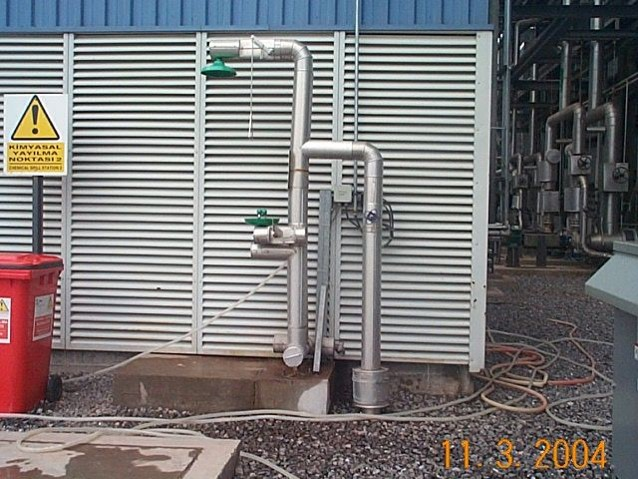 KİMYASAL
YAYILMA
NOKTASI 2
CHEMICAL SPILL STATION 2
11. 3. 2004